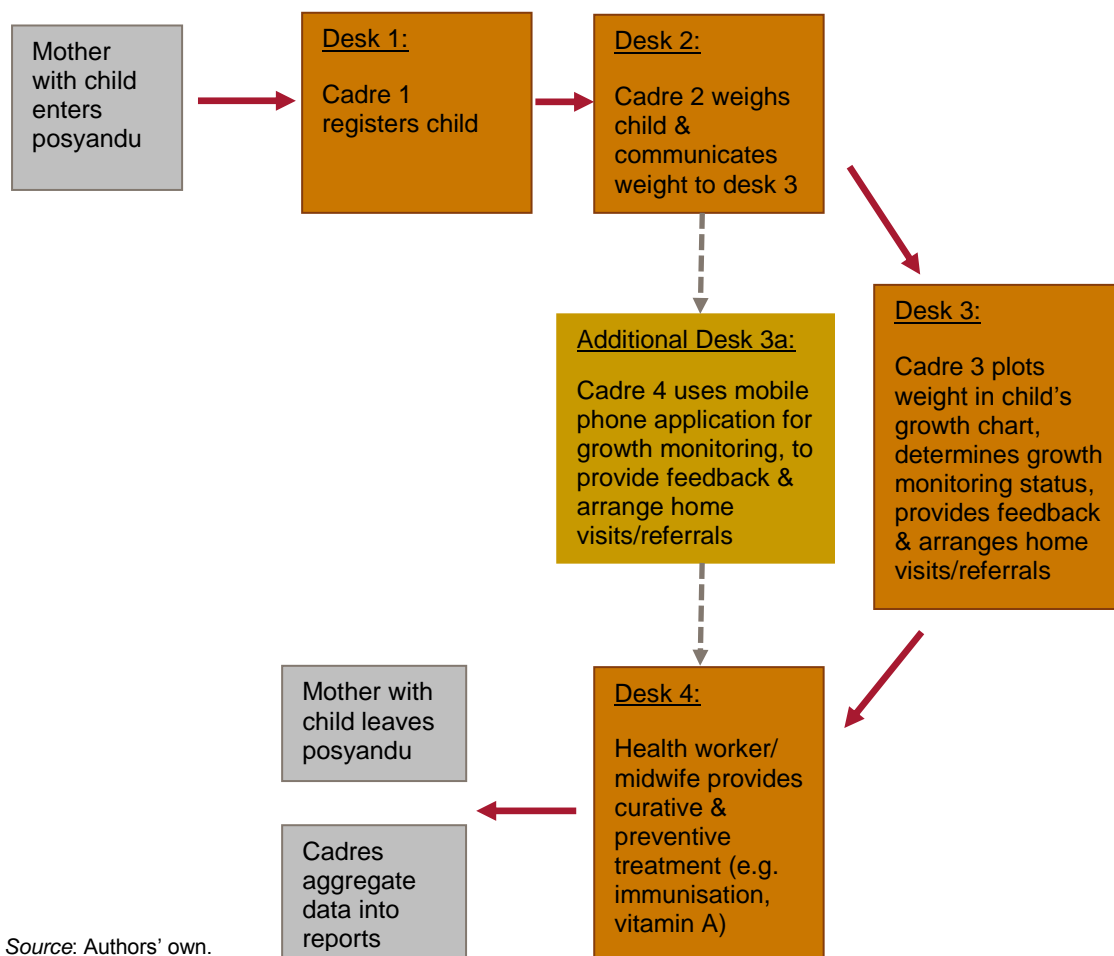 Mother
with child
enters
posyandu
Desk 1:
Cadre 1
registers child
Desk 2:
Cadre 2 weighs
child &
communicates
weight to desk 3
Additional Desk 3a:
Cadre 4 uses mobile
phone application for
growth monitoring, to
provide feedback &
arrange home
visits/referrals
Desk 3:
Cadre 3 plots
weight in child’s
growth chart,
determines growth
monitoring status,
provides feedback
& arranges home
visits/referrals
Desk 4:
Health worker/
midwife provides
curative &
preventive
treatment (e.g.
immunisation,
vitamin A)
Mother with
child leaves
posyandu
Cadres
aggregate
data into
reports
Source: Authors’ own.